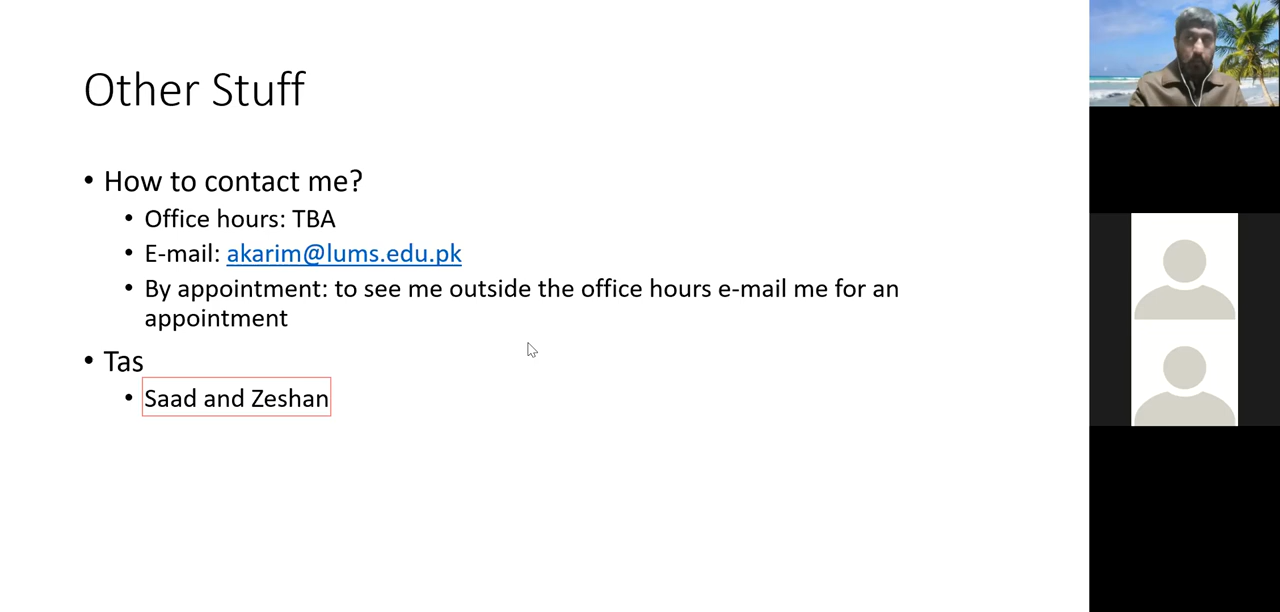 Other Stuff
• How to contact me?
• Office hours: TBA
• E-mail: akarim@lums.edu.pk
• By appointment: to see me outside the office hours e-mail me for an
appointment
• Tas
• Saad and Zeshan